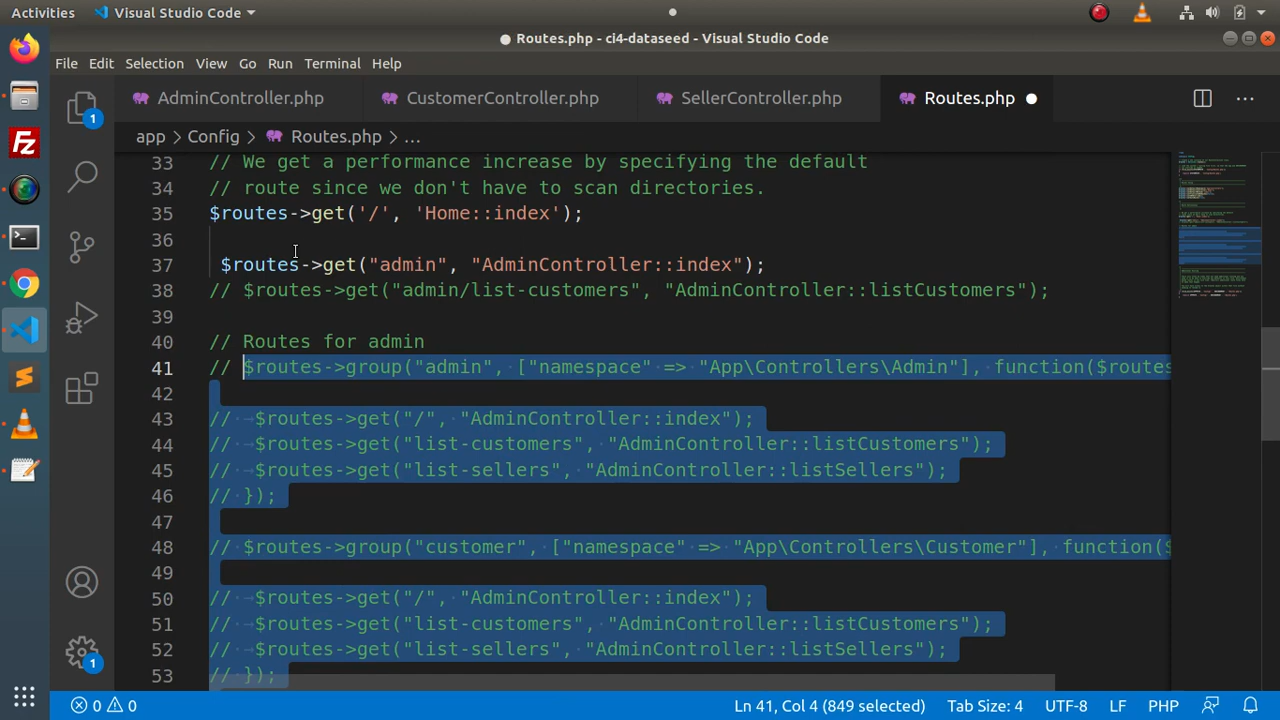 Activities
Visual Studio Code
Routes.php - ci4-dataseed - Visual Studio Code
File Edit Selection View Go Run Terminal Help
AdminController.php
CustomerController.php
SellerController.php
Routes.php
1
app > Config > Routes.php > ...
33 // We get a performance increase by specifying the default
34 // route since we don't have to scan directories.
35 $routes->get('/', 'Home::index');
36
37 $routes->get("admin", "AdminController::index");
38 // $routes->get("admin/list-customers", "AdminController::listCustomers");
39
40 // Routes for admin
41 // $routes->group("admin", ["namespace" => "App\Controllers\Admin"], function($routes
42
43 // $routes->get("/", "AdminController::index");
44 // $routes->get("list-customers", "AdminController::listCustomers");
45 // $routes->get("list-sellers", "AdminController::listSellers");
46 // });
47
48 // $routes->group("customer", ["namespace" => "App\Controllers\Customer"], function($
49
50 // $routes->get("/", "AdminController::index");
51 // $routes->get("list-customers", "AdminController::listCustomers");
52 // $routes->get("list-sellers", "AdminController::listSellers");
53 // });
1
0 0 Ln 41, Col 4 (849 selected) Tab Size: 4 UTF-8 LF PHP